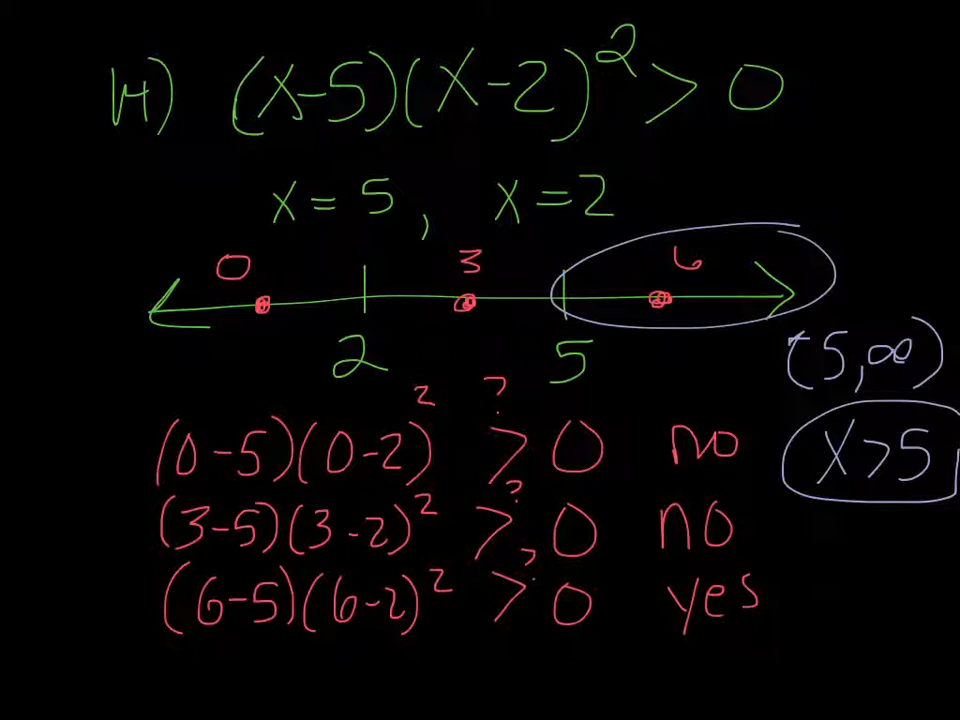 14) (x-5)(x-2)² > 0
x = 5, x = 2
0 3 6
2 5
(5, ∞)
x > 5
(0-5)(0-2)² >? 0 no
(3-5)(3-2)² >? 0 no
(6-5)(6-2)² >? 0 yes